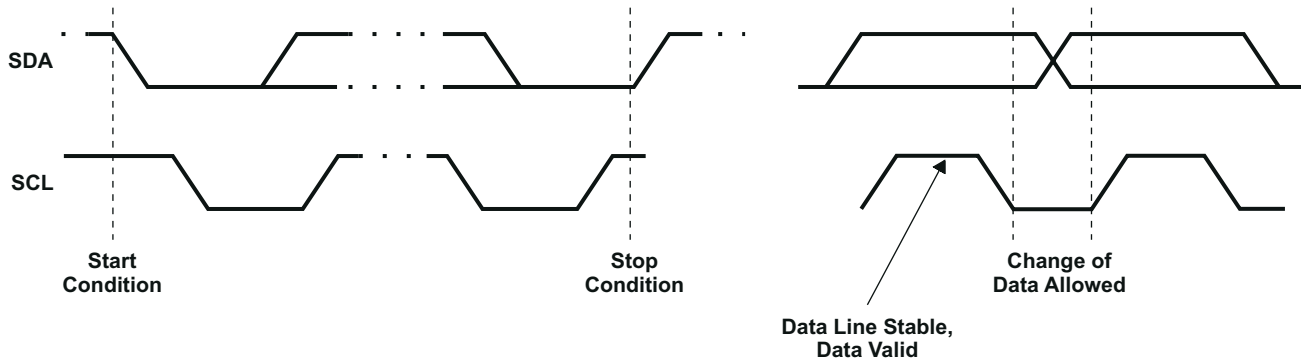 SDA
SCL
Start
Condition
Stop
Condition
Change of
Data Allowed
Data Line Stable,
Data Valid